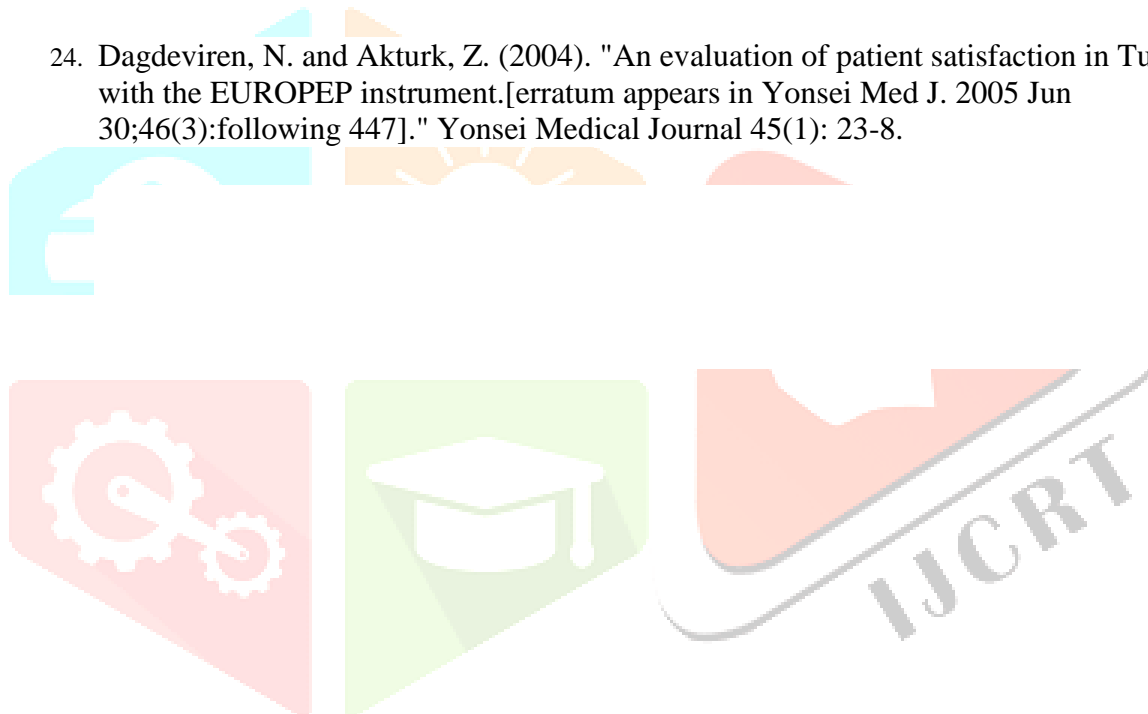 24. Dagdeviren, N. and Akturk, Z. (2004). "An evaluation of patient satisfaction in Tu
with the EUROPEP instrument.[erratum appears in Yonsei Med J. 2005 Jun
30;46(3):following 447]." Yonsei Medical Journal 45(1): 23-8.
IJCRT